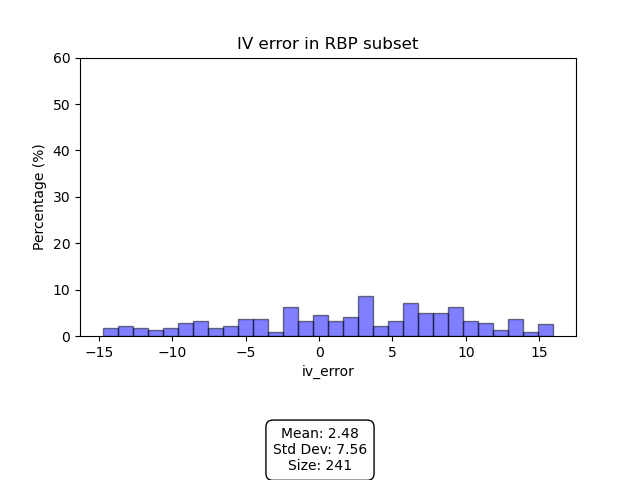 IV error in RBP subset
60
50
40
30
20
10
0
Percentage (%)
−15 −10 −5 0 5 10 15
iv_error
Mean: 2.48
Std Dev: 7.56
Size: 241